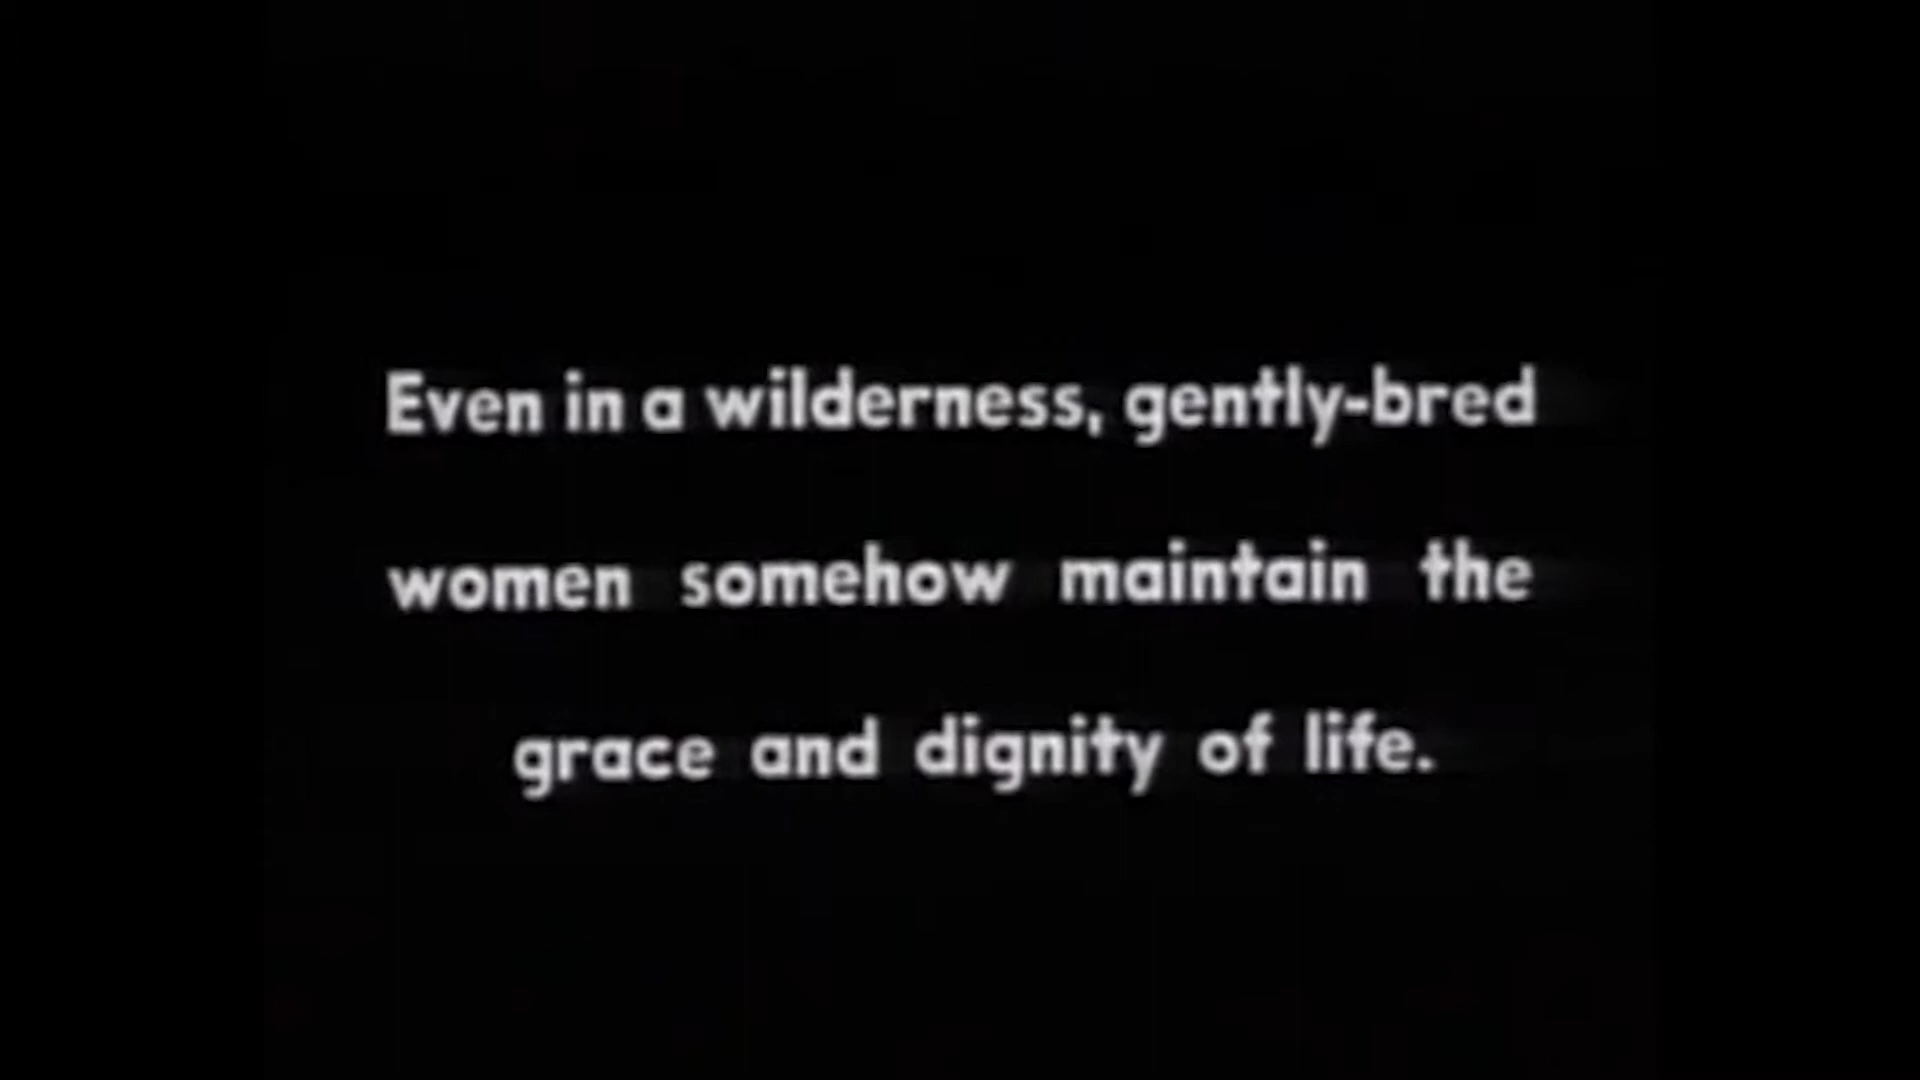 Even in a wilderness, gently-bred
women somehow maintain the
grace and dignity of life.